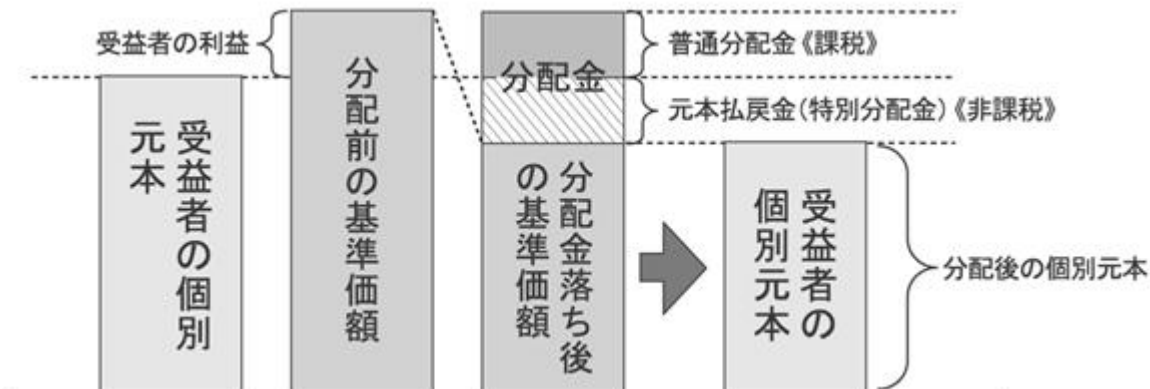 受益者の利益
受益者の個別
元本
分配前の基準価額
分配金
分配金落ち後
の基準価額
普通分配金《課税》
元本払戻金(特別分配金)《非課税》
受益者の
個別元本
分配後の個別元本